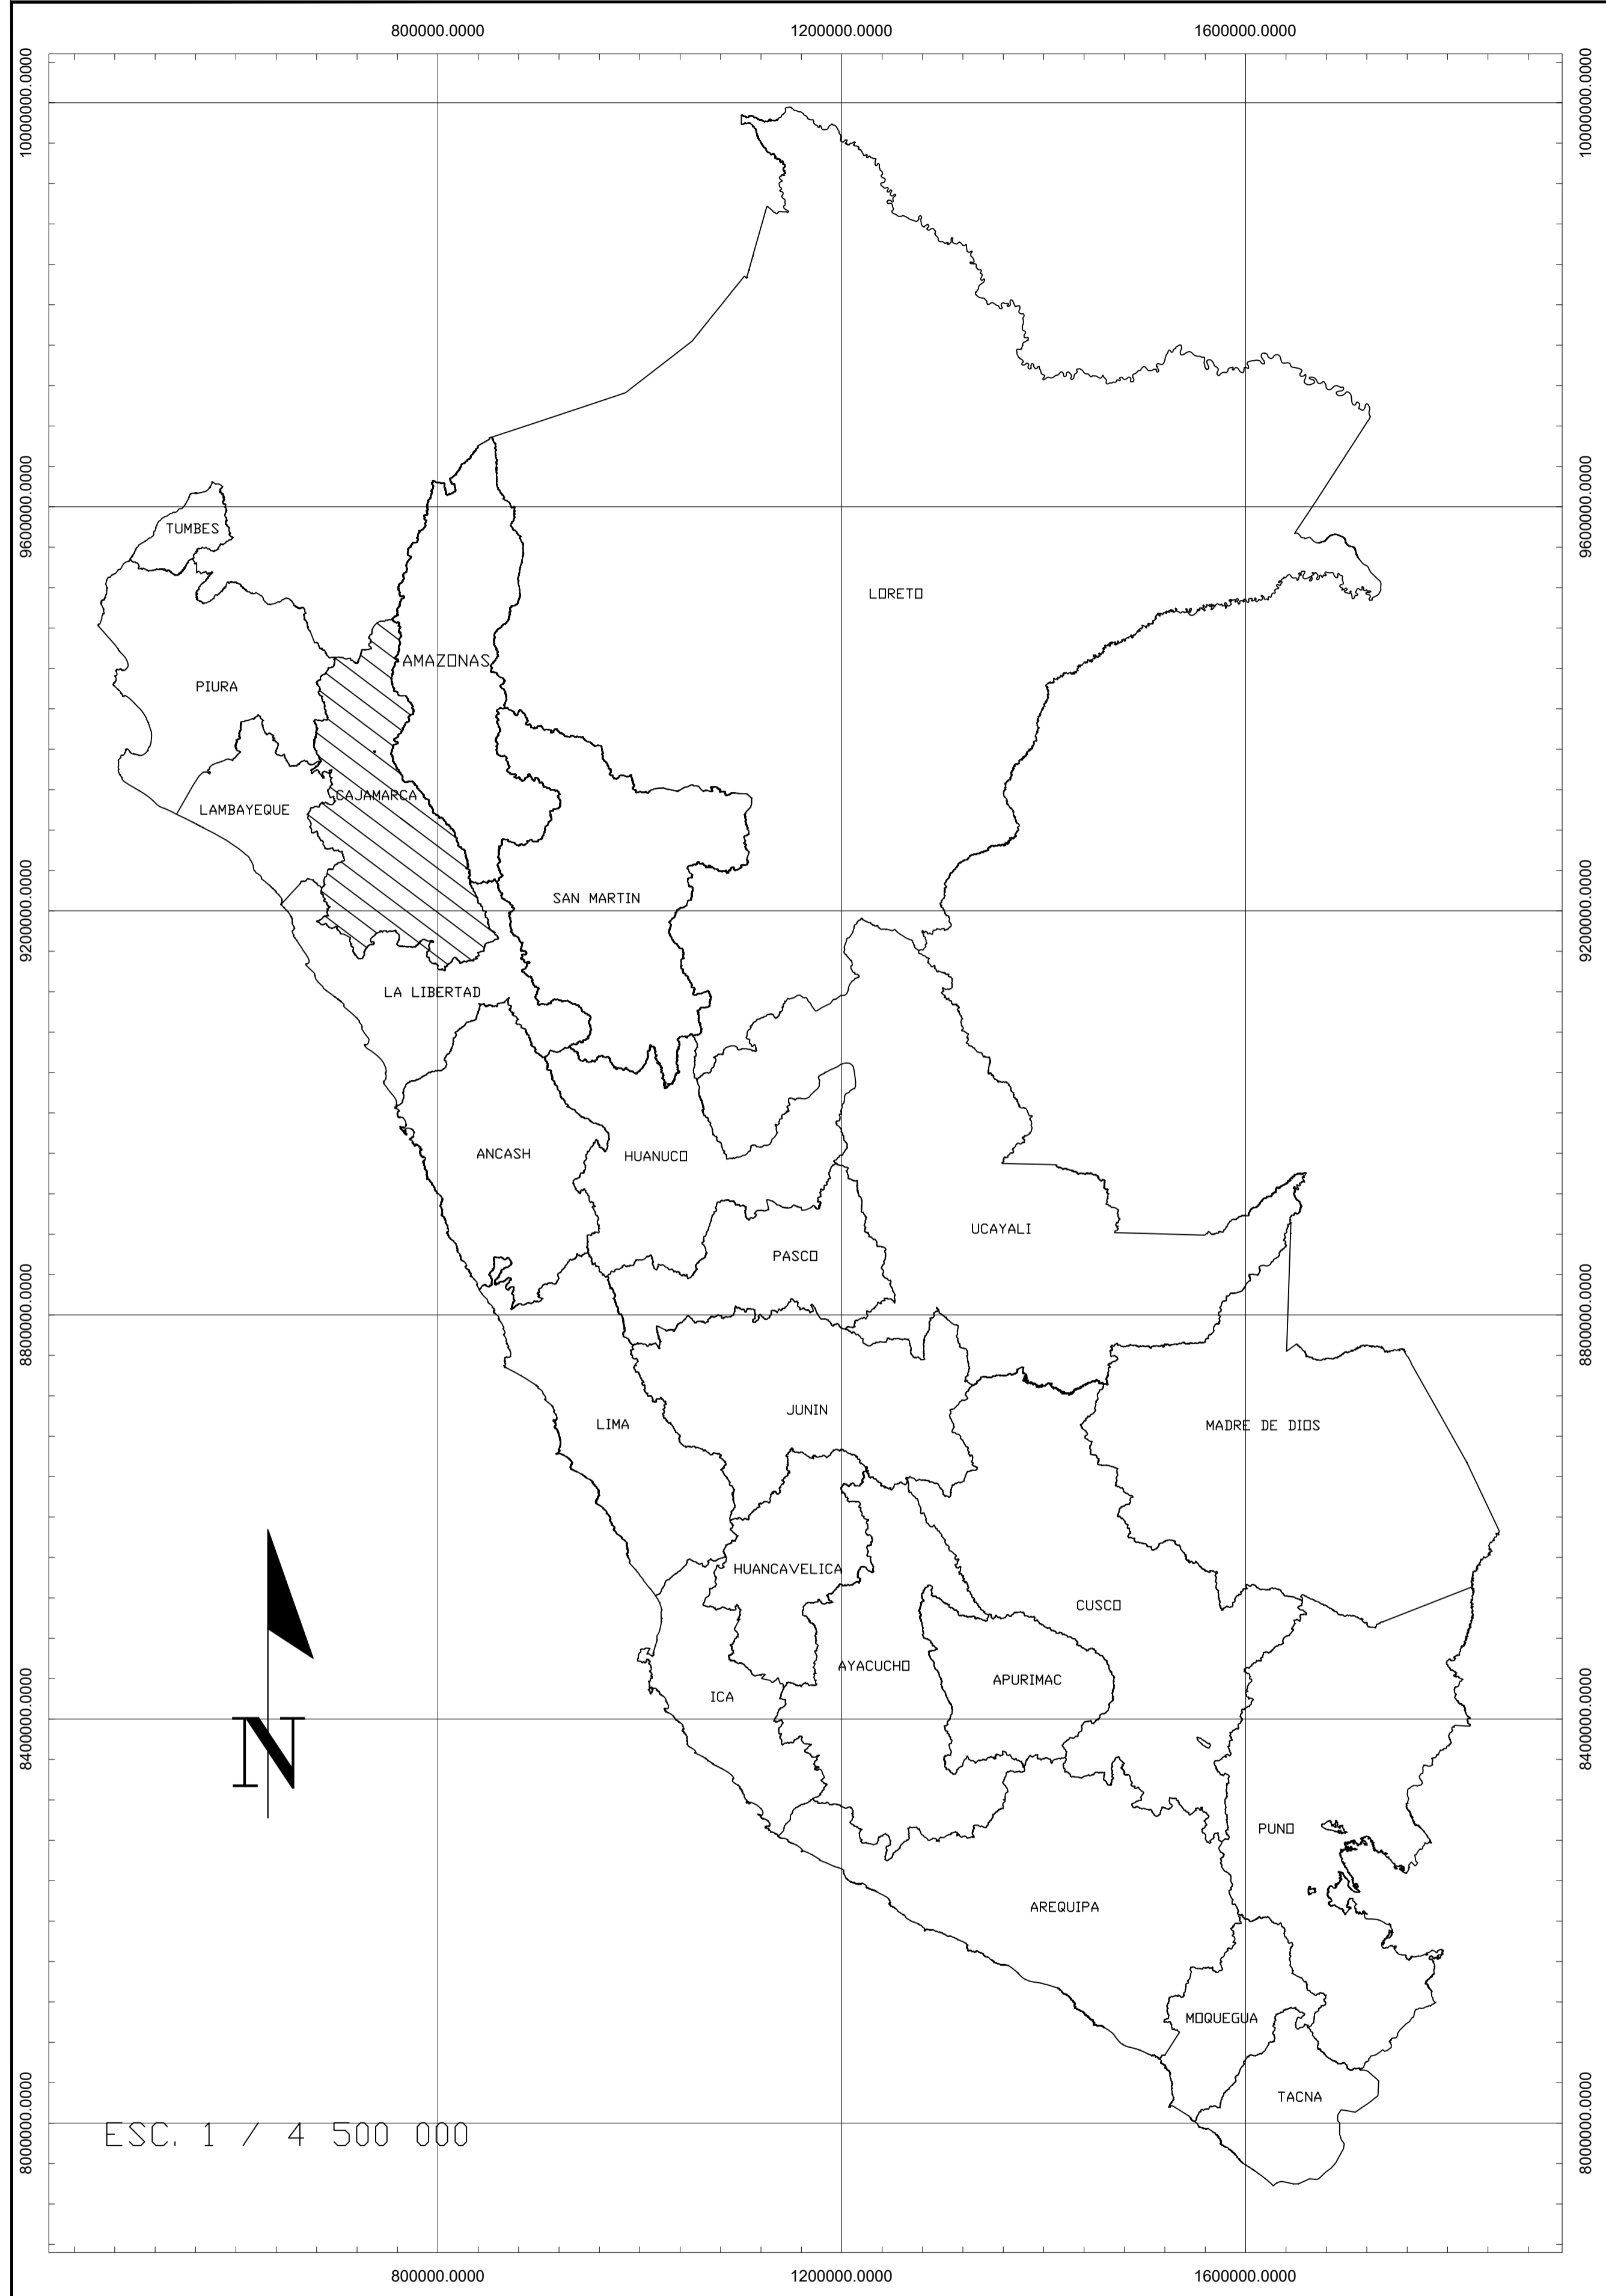 800000.0000 1200000.0000 1600000.0000
10000000.0000 10000000.0000
9600000.0000 9600000.0000
TUMBES
LORETO
AMAZONAS
PIURA
CAJAMARCA
LAMBAYEQUE
SAN MARTIN
9200000.0000 9200000.0000
LA LIBERTAD
ANCASH
HUANUCO
UCAYALI
PASCO
8800000.0000 8800000.0000
JUNIN
LIMA
MADRE DE DIOS
HUANCAVELICA
CUSCO
AYACUCHO
APURIMAC
ICA
8400000.0000 8400000.0000
N
PUNO
AREQUIPA
MOQUEGUA
TACNA
8000000.0000 8000000.0000
ESC. 1 / 4 500 000
800000.0000 1200000.0000 1600000.0000